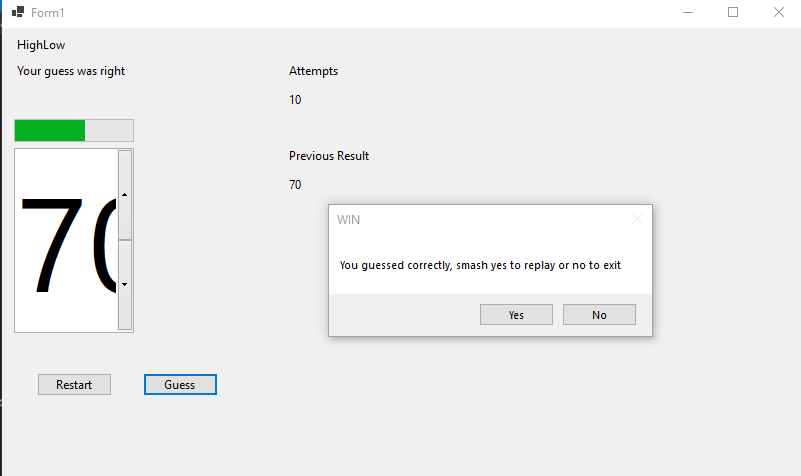 Form1
HighLow
Your guess was right
Attempts
10
Previous Result
70
70
WIN
You guessed correctly, smash yes to replay or no to exit
Yes
No
Restart
Guess